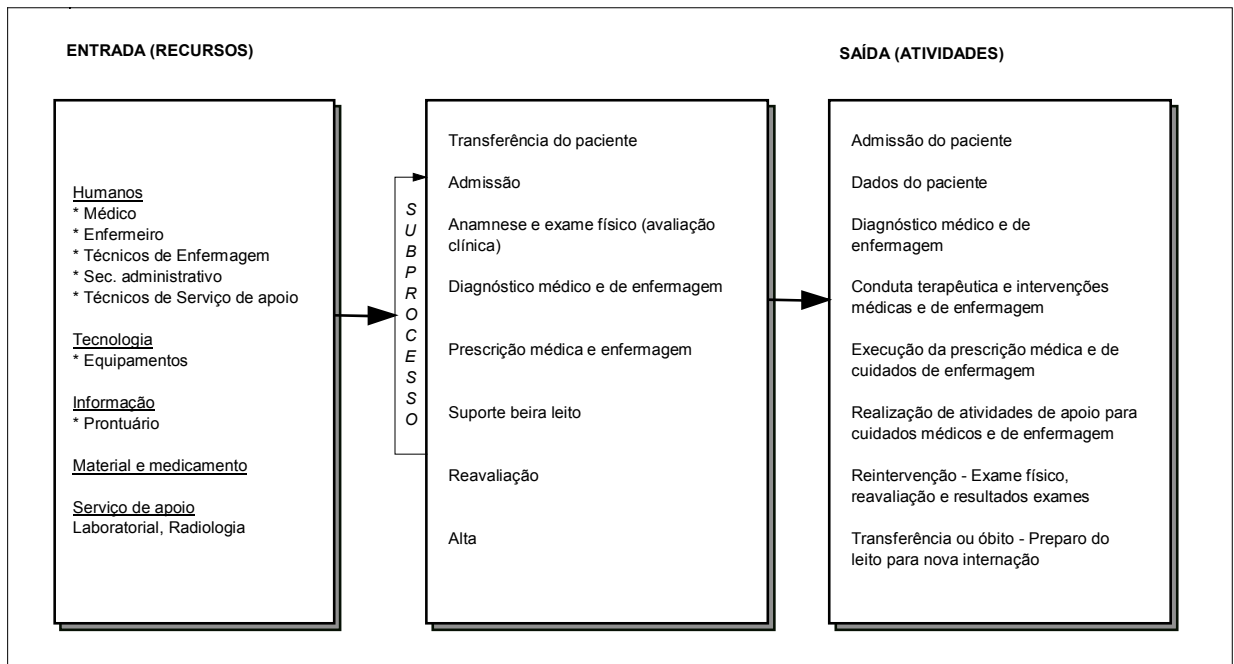 ENTRADA (RECURSOS)
SAÍDA (ATIVIDADES)
Humanos
* Médico
* Enfermeiro
* Técnicos de Enfermagem
* Sec. administrativo
* Técnicos de Serviço de apoio
Tecnologia
* Equipamentos
Informação
* Prontuário
Material e medicamento
Serviço de apoio
Laboratorial, Radiologia
SUBPROCESSO
Transferência do paciente
Admissão
Anamnese e exame físico (avaliação
clínica)
Diagnóstico médico e de enfermagem
Prescrição médica e enfermagem
Suporte beira leito
Reavaliação
Alta
Admissão do paciente
Dados do paciente
Diagnóstico médico e de
enfermagem
Conduta terapêutica e intervenções
médicas e de enfermagem
Execução da prescrição médica e de
cuidados de enfermagem
Realização de atividades de apoio para
cuidados médicos e de enfermagem
Reintervenção - Exame físico,
reavaliação e resultados exames
Transferência ou óbito - Preparo do
leito para nova internação